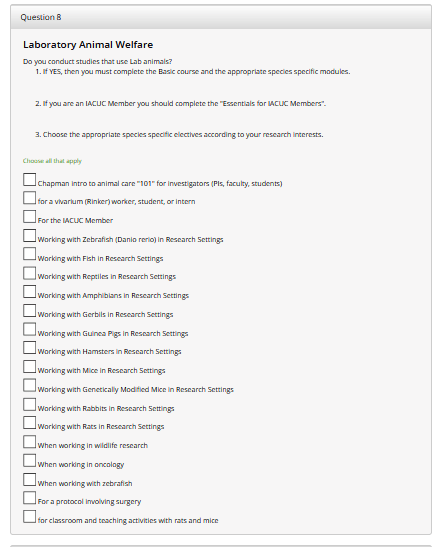 Question 8
Laboratory Animal Welfare
Do you conduct studies that use Lab animals?
1. If YES, then you must complete the Basic course and the appropriate species specific modules.
2. If you are an IACUC Member you should complete the "Essentials for IACUC Members".
3. Choose the appropriate species specific electives according to your research interests.
Choose all that apply
Chapman intro to animal care "101" for investigators (PIs, faculty, students)
for a vivarium (Rinker) worker, student, or intern
For the IACUC Member
Working with Zebrafish (Danio rerio) in Research Settings
Working with Fish in Research Settings
Working with Reptiles in Research Settings
Working with Amphibians in Research Settings
Working with Gerbils in Research Settings
Working with Guinea Pigs in Research Settings
Working with Hamsters in Research Settings
Working with Mice in Research Settings
Working with Genetically Modified Mice in Research Settings
Working with Rabbits in Research Settings
Working with Rats in Research Settings
When working in wildlife research
When working in oncology
When working with zebrafish
For a protocol involving surgery
for classroom and teaching activities with rats and mice